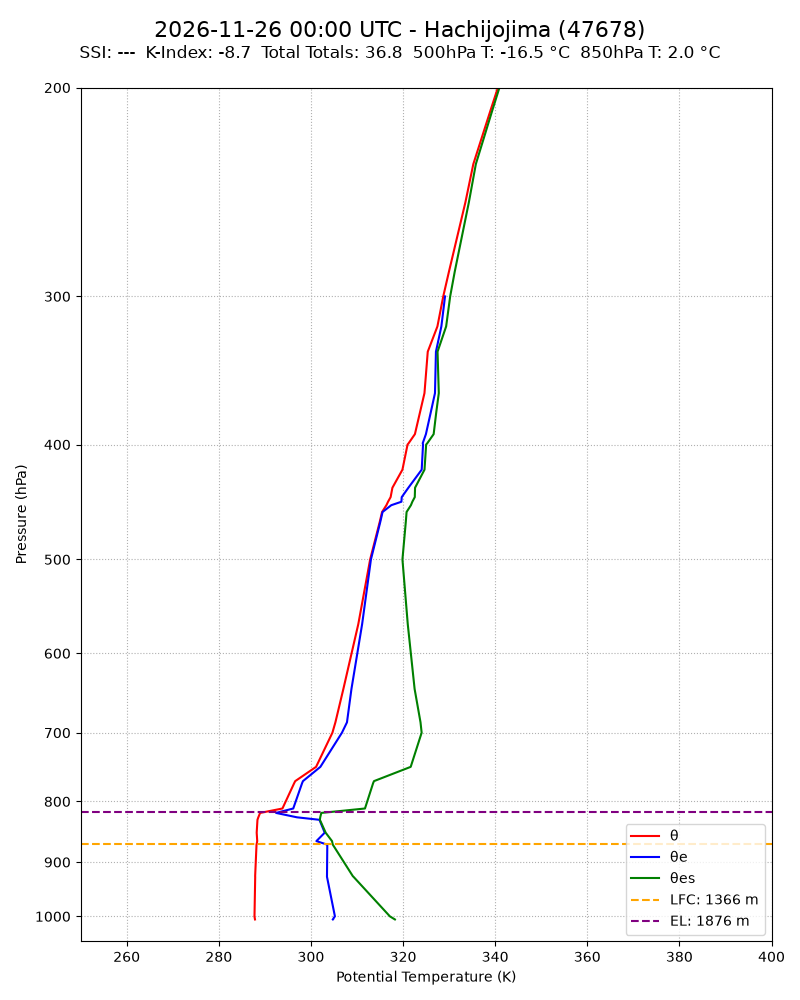 2026-11-26 00:00 UTC - Hachijojima (47678)
SSI: --- K-Index: -8.7 Total Totals: 36.8 500hPa T: -16.5 °C 850hPa T: 2.0 °C
200
300
400
500
600
700
800
900
1000
Pressure (hPa)
θ
θe
θes
LFC: 1366 m
EL: 1876 m
260 280 300 320 340 360 380 400
Potential Temperature (K)